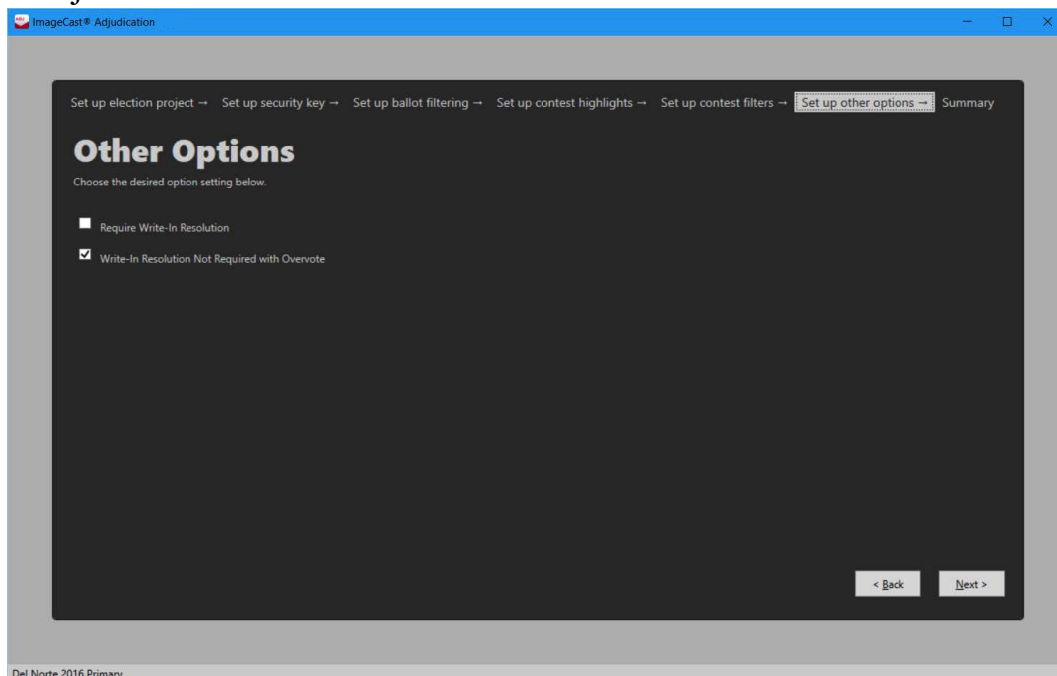 ImageCast® Adjudication
Set up election project → Set up security key → Set up ballot filtering → Set up contest highlights → Set up contest filters → Set up other options → Summary
Other Options
Choose the desired option setting below.
Require Write-In Resolution
Write-In Resolution Not Required with Overvote
< Back Next >
Del Norte 2016 Primary